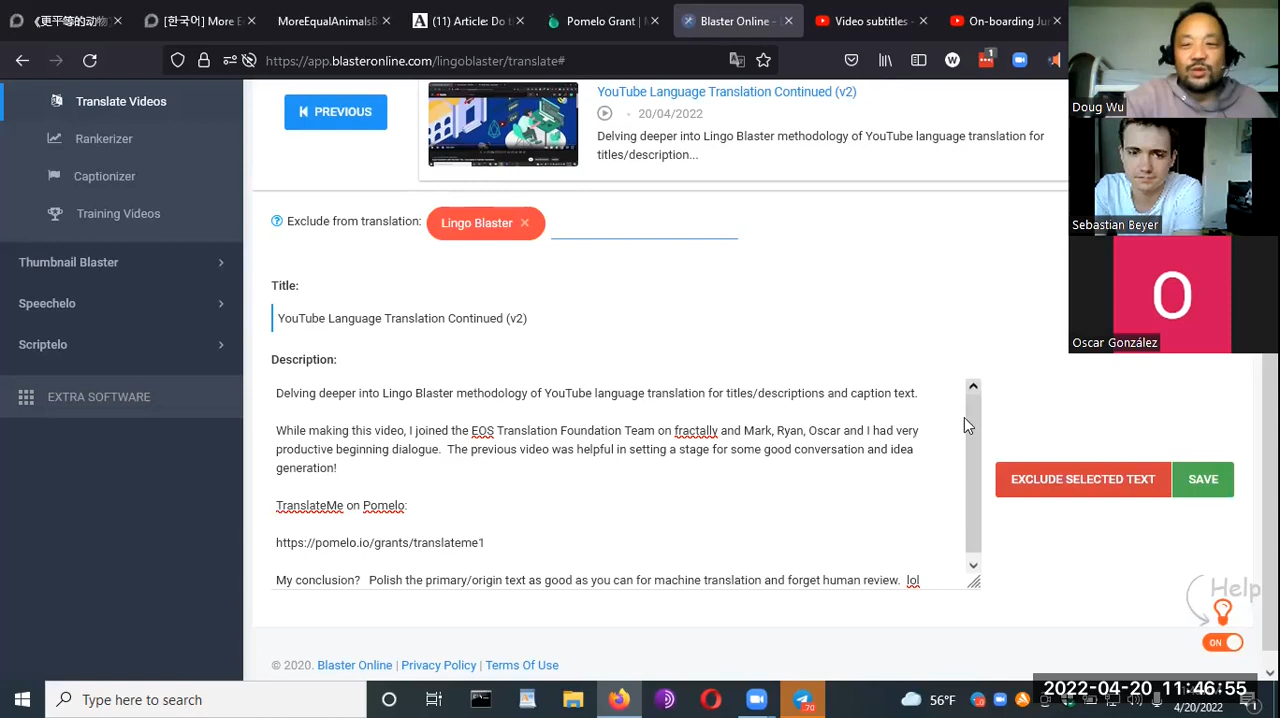 《更平等的动物》
[한국어] More E
MoreEqualAnimalsB
(11) Article: Do t
Pomelo Grant | M
Blaster Online – L
Video subtitles -
On-boarding Ju
https://app.blasteronline.com/lingoblaster/translate#
1
Doug Wu
Sebastian Beyer
O
Oscar González
Translate Videos
Rankerizer
Captionizer
Training Videos
Thumbnail Blaster
Speechelo
Scriptelo
EXTRA SOFTWARE
PREVIOUS
YouTube Language Translation Continued (v2)
- 20/04/2022
Delving deeper into Lingo Blaster methodology of YouTube language translation for
titles/description...
Exclude from translation: Lingo Blaster ×
Title:
YouTube Language Translation Continued (v2)
Description:
Delving deeper into Lingo Blaster methodology of YouTube language translation for titles/descriptions and caption text.
While making this video, I joined the EOS Translation Foundation Team on fractally and Mark, Ryan, Oscar and I had very
productive beginning dialogue. The previous video was helpful in setting a stage for some good conversation and idea
generation!
TranslateMe on Pomelo:
https://pomelo.io/grants/translateme1
My conclusion? Polish the primary/origin text as good as you can for machine translation and forget human review. lol
EXCLUDE SELECTED TEXT
SAVE
Help
ON
© 2020. Blaster Online | Privacy Policy | Terms Of Use
Type here to search
70
56°F
2022-04-20 11:46:55
4/20/2022
1